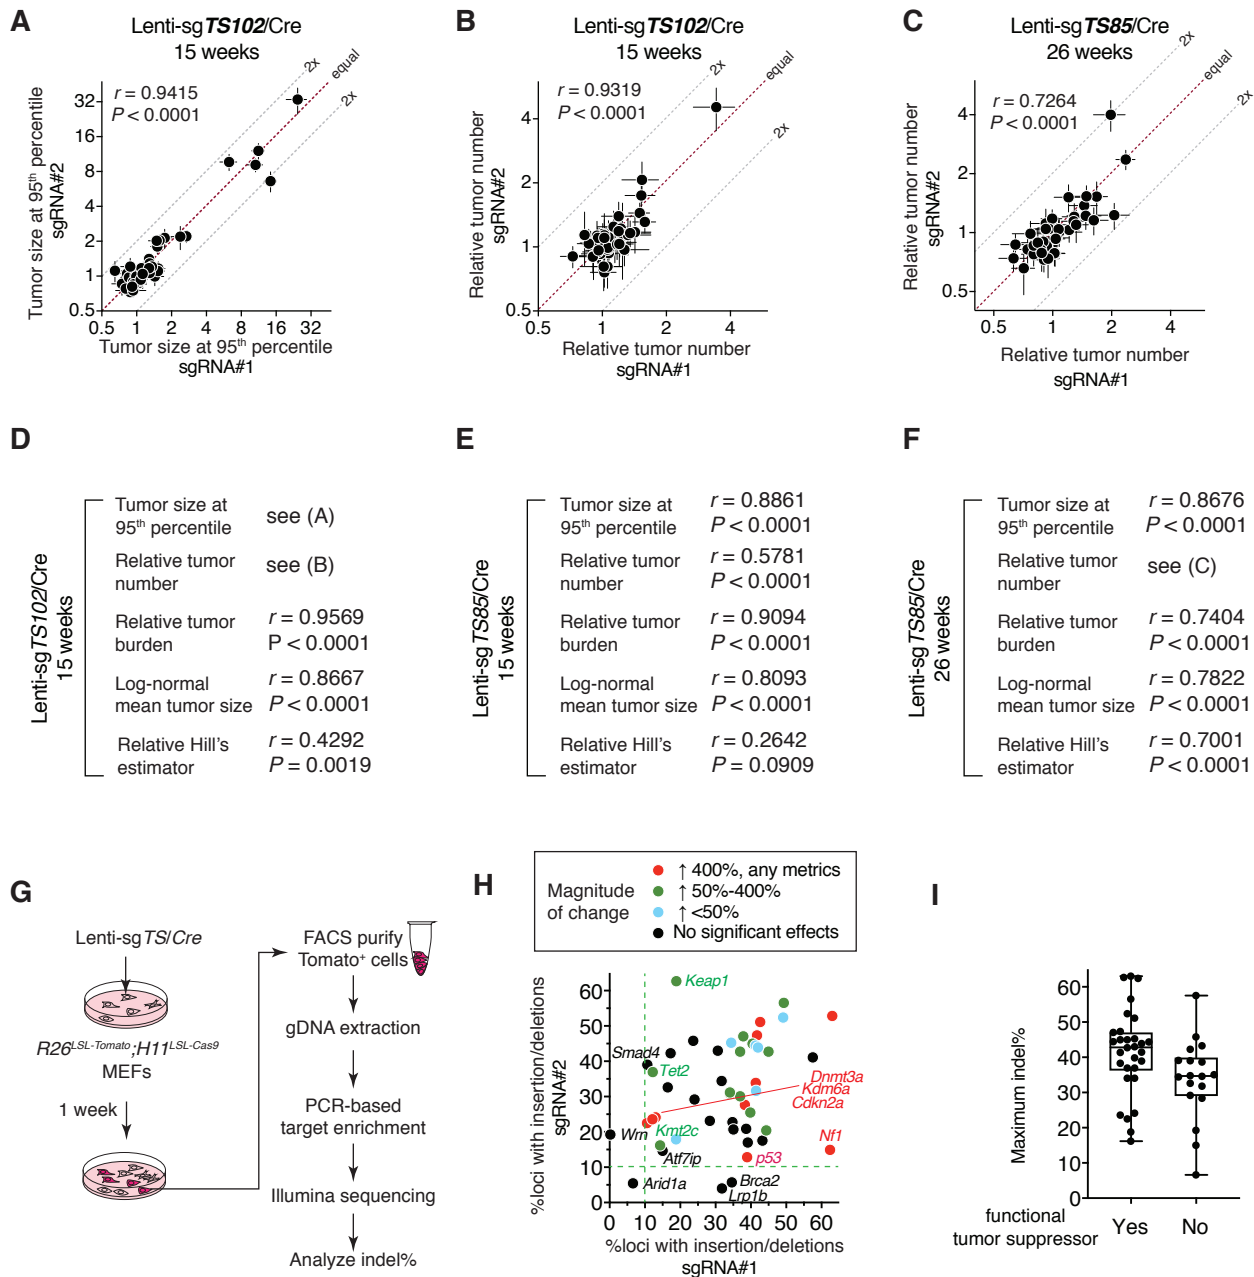 A
Lenti-sgTS102/Cre
15 weeks
r = 0.9415
P < 0.0001
2x
equal
2x
Tumor size at 95th percentile
sgRNA#2
32
16
8
4
2
1
0.5
0.5 1 2 4 8 16 32
Tumor size at 95th percentile
sgRNA#1
B
Lenti-sgTS102/Cre
15 weeks
r = 0.9319
P < 0.0001
2x
equal
2x
Relative tumor number
sgRNA#2
4
2
1
0.5
0.5 1 2 4
Relative tumor number
sgRNA#1
C
Lenti-sgTS85/Cre
26 weeks
r = 0.7264
P < 0.0001
2x
equal
2x
Relative tumor number
sgRNA#2
4
2
1
0.5
0.5 1 2 4
Relative tumor number
sgRNA#1
D
Lenti-sgTS102/Cre
15 weeks
Tumor size at
95th percentile
see (A)
Relative tumor
number
see (B)
Relative tumor
burden
r = 0.9569
P < 0.0001
Log-normal
mean tumor size
r = 0.8667
P < 0.0001
Relative Hill's
estimator
r = 0.4292
P = 0.0019
E
Lenti-sgTS85/Cre
15 weeks
Tumor size at
95th percentile
r = 0.8861
P < 0.0001
Relative tumor
number
r = 0.5781
P < 0.0001
Relative tumor
burden
r = 0.9094
P < 0.0001
Log-normal
mean tumor size
r = 0.8093
P < 0.0001
Relative Hill's
estimator
r = 0.2642
P = 0.0909
F
Lenti-sgTS85/Cre
26 weeks
Tumor size at
95th percentile
r = 0.8676
P < 0.0001
Relative tumor
number
see (C)
Relative tumor
burden
r = 0.7404
P < 0.0001
Log-normal
mean tumor size
r = 0.7822
P < 0.0001
Relative Hill's
estimator
r = 0.7001
P < 0.0001
G
Lenti-sgTS/Cre
R26LSL-Tomato;H11LSL-Cas9
MEFs
1 week
FACS purify
Tomato+ cells
gDNA extraction
PCR-based
target enrichment
Illumina sequencing
Analyze indel%
H
Magnitude
of change
↑ 400%, any metrics
↑ 50%-400%
↑ <50%
No significant effects
%loci with insertion/deletions
sgRNA#2
60
50
40
30
20
10
0
Keap1
Smad4
Tet2
Dnmt3a
Kdm6a
Cdkn2a
Wrn
Kmt2c
Nf1
Atf7ip
p53
Arid1a
Brca2
Lrp1b
0 10 20 30 40 50 60
%loci with insertion/deletions
sgRNA#1
I
Maximum indel%
60
50
40
30
20
10
0
functional
tumor suppressor
Yes No